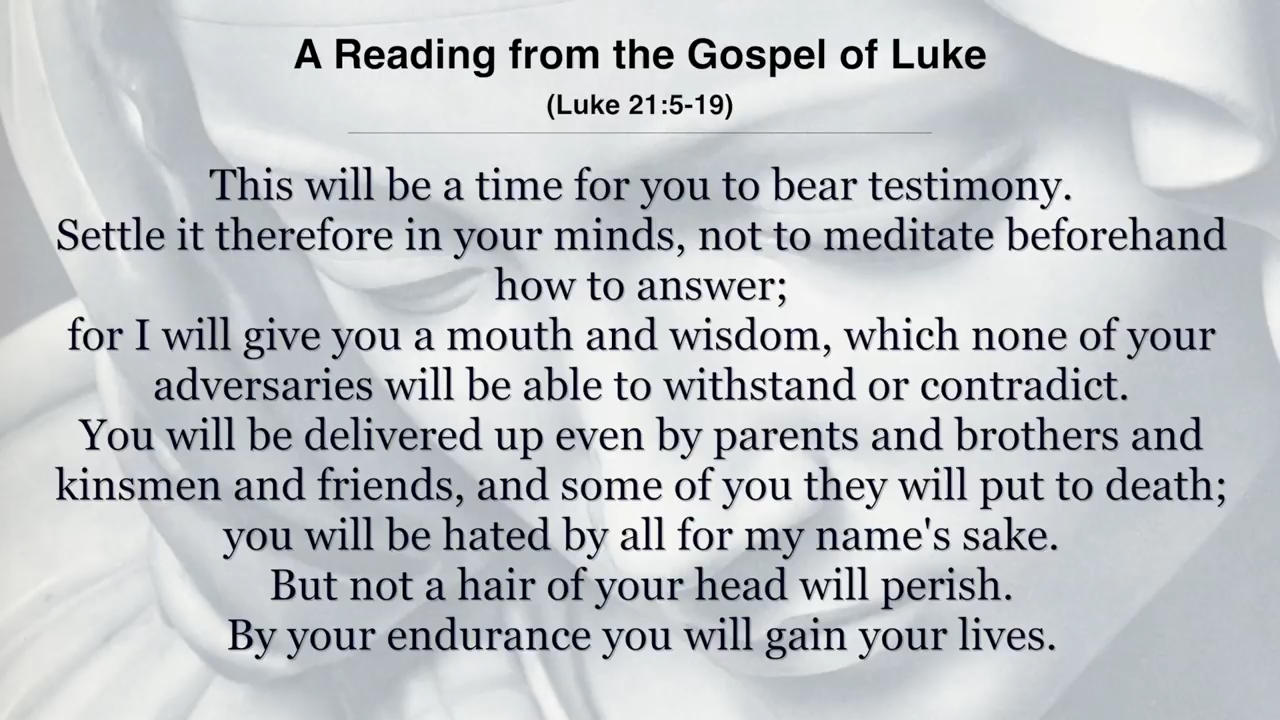 A Reading from the Gospel of Luke
(Luke 21:5-19)
This will be a time for you to bear testimony.
Settle it therefore in your minds, not to meditate beforehand
how to answer;
for I will give you a mouth and wisdom, which none of your
adversaries will be able to withstand or contradict.
You will be delivered up even by parents and brothers and
kinsmen and friends, and some of you they will put to death;
you will be hated by all for my name's sake.
But not a hair of your head will perish.
By your endurance you will gain your lives.